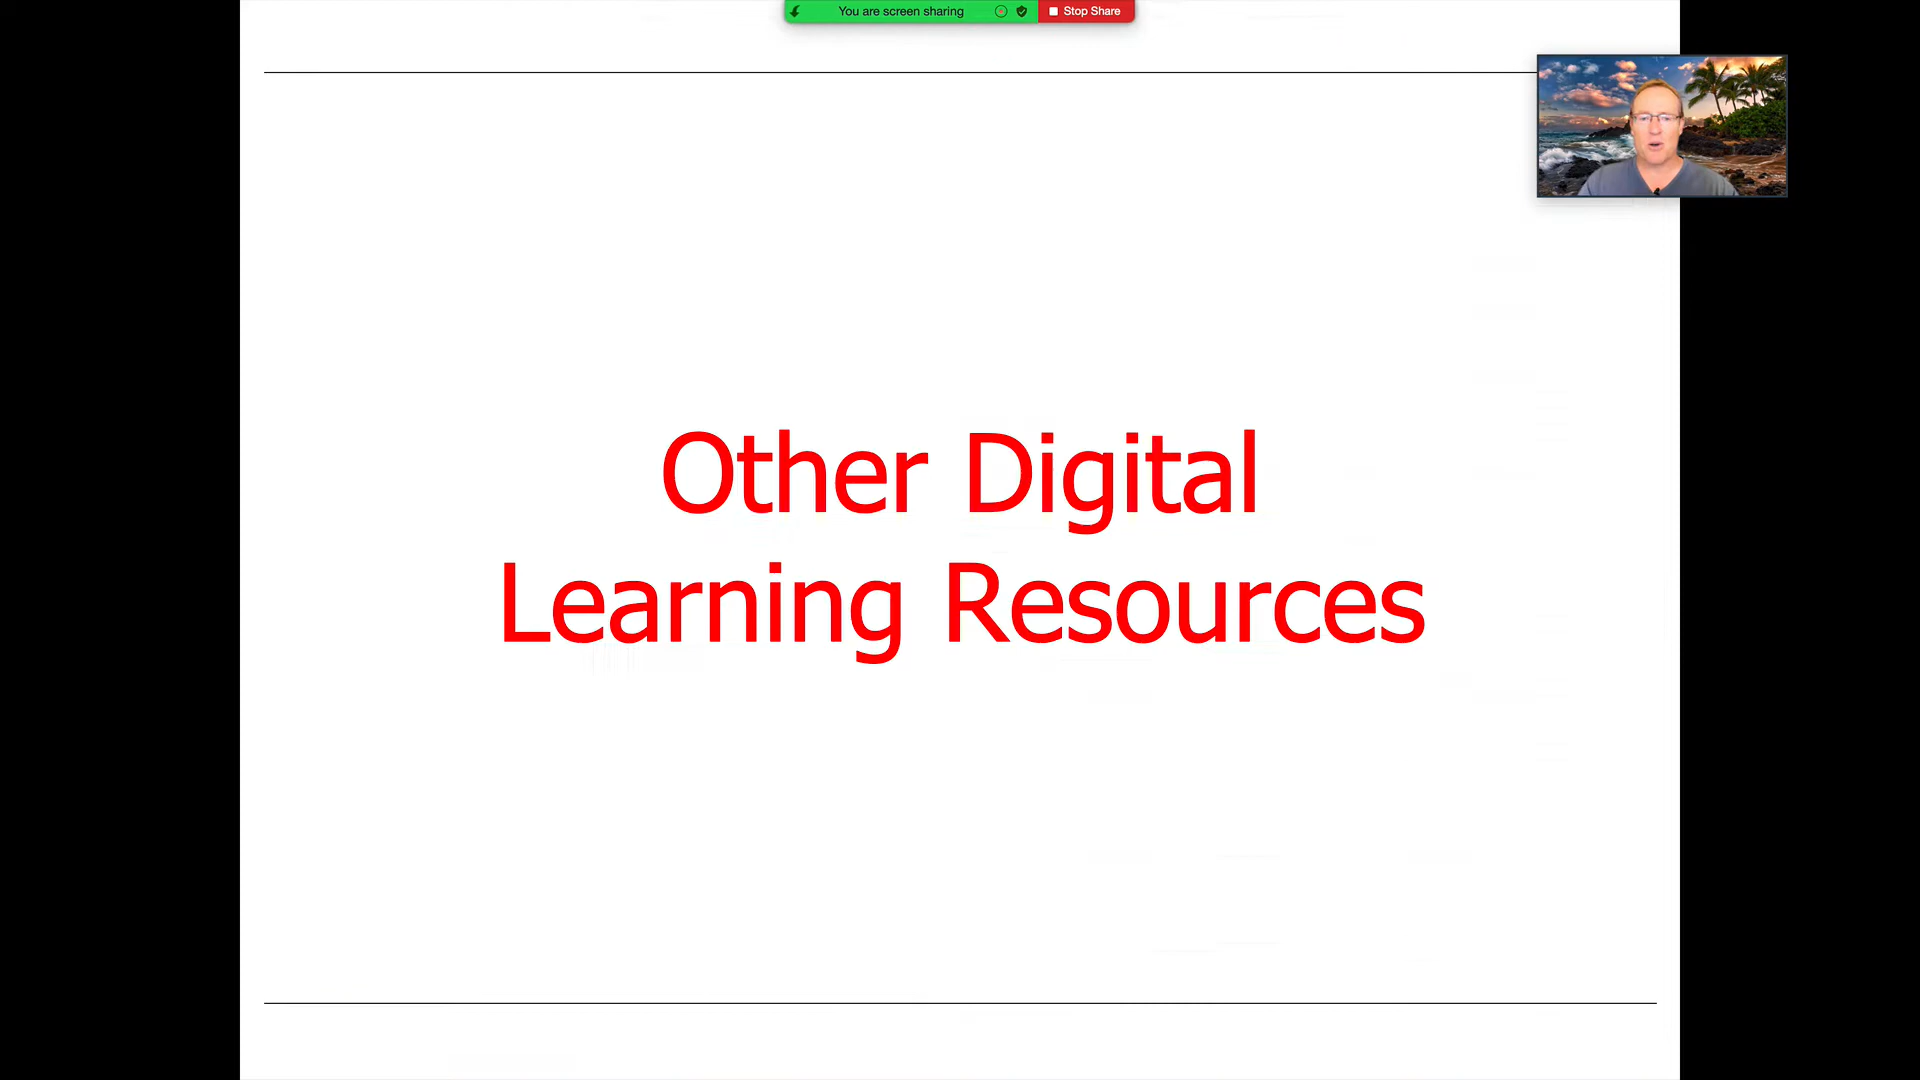 You are screen sharing
Stop Share
Other Digital
Learning Resources